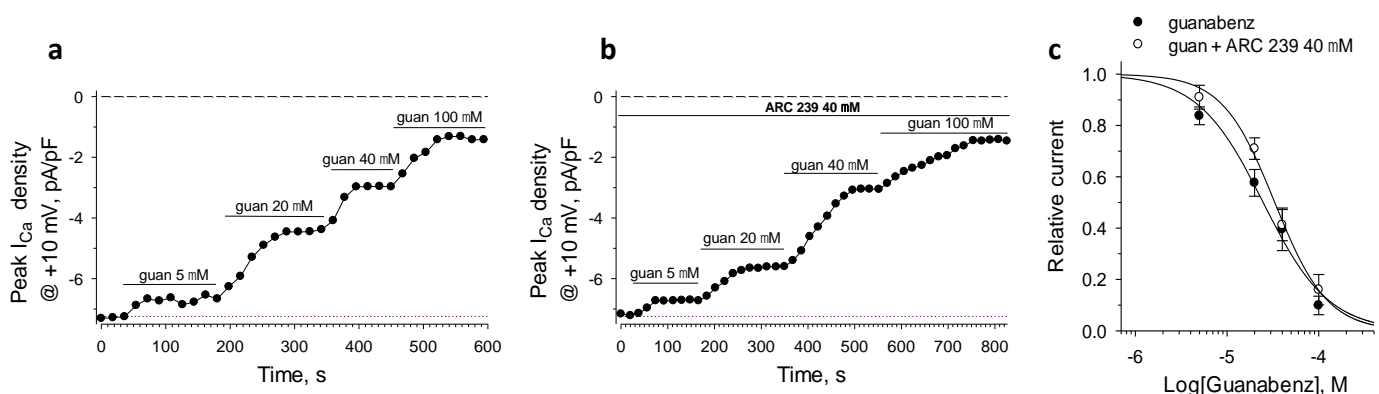 a
Peak I_Ca density
@ +10 mV, pA/pF
0
-2
-4
-6
guan 5 mM
guan 20 mM
guan 40 mM
guan 100 mM
0 100 200 300 400 500 600
Time, s
b
Peak I_Ca density
@ +10 mV, pA/pF
0
-2
-4
-6
ARC 239 40 mM
guan 5 mM
guan 20 mM
guan 40 mM
guan 100 mM
0 100 200 300 400 500 600 700 800
Time, s
c
guanabenz
guan + ARC 239 40 mM
Relative current
1.0
0.8
0.6
0.4
0.2
0.0
-6 -5 -4
Log[Guanabenz], M